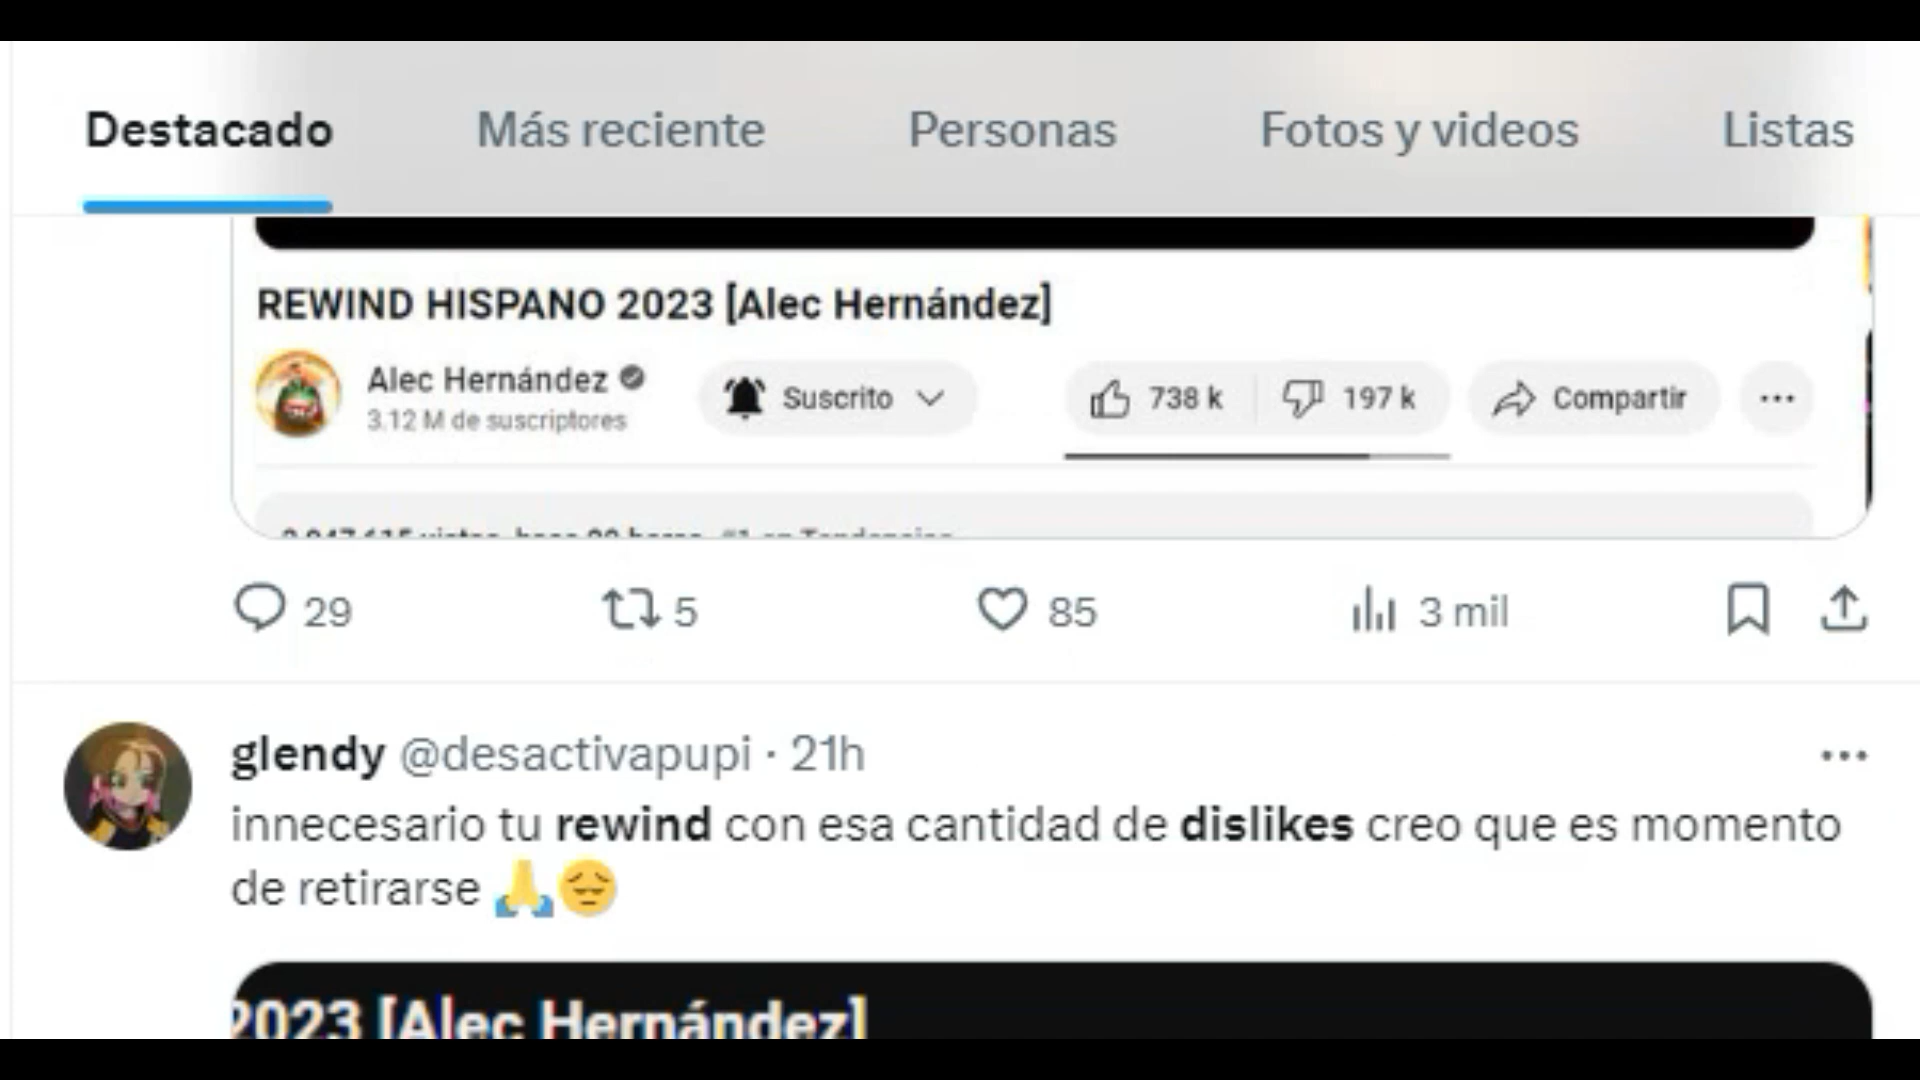 Destacado Más reciente Personas Fotos y videos Listas
REWIND HISPANO 2023 [Alec Hernández]
Alec Hernández
3.12 M de suscriptores
Suscrito
738 k
197 k
Compartir
29 5 85 3 mil
glendy @desactivapupi · 21h
innecesario tu rewind con esa cantidad de dislikes creo que es momento
de retirarse 🙏😔
2023 [Alec Hernández]